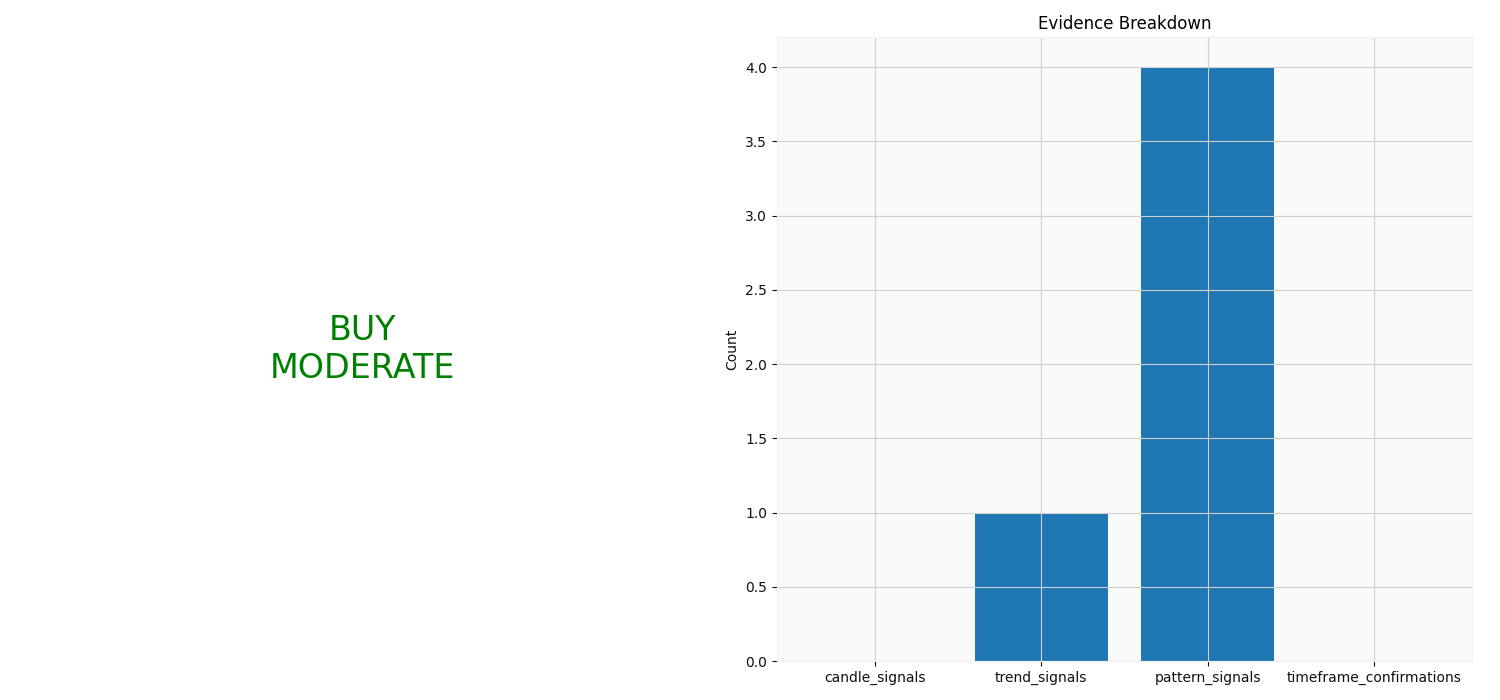 BUY
MODERATE
Evidence Breakdown
Count
4.0
3.5
3.0
2.5
2.0
1.5
1.0
0.5
0.0
candle_signals trend_signals pattern_signals timeframe_confirmations